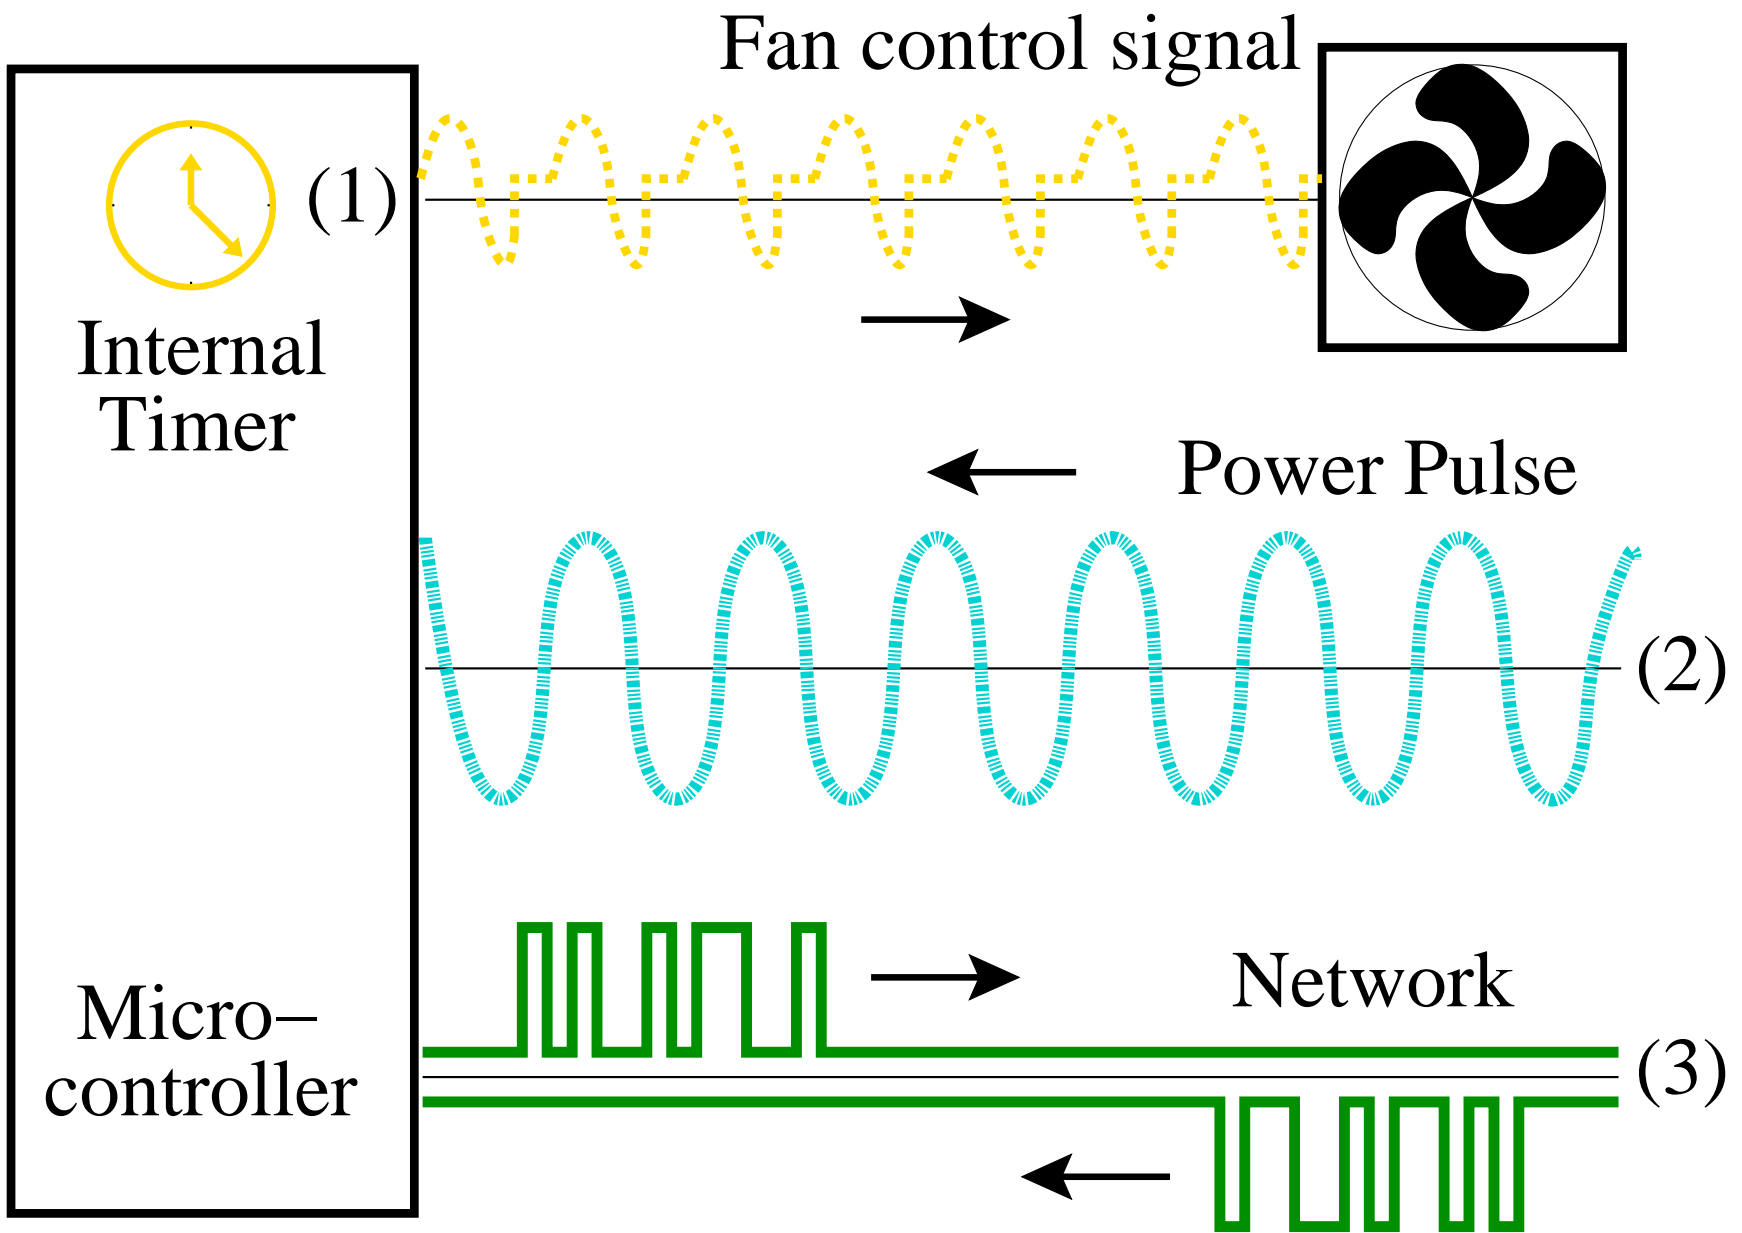 Fan control signal
(1)
Internal
Timer
Power Pulse
(2)
Micro−
controller
Network
(3)